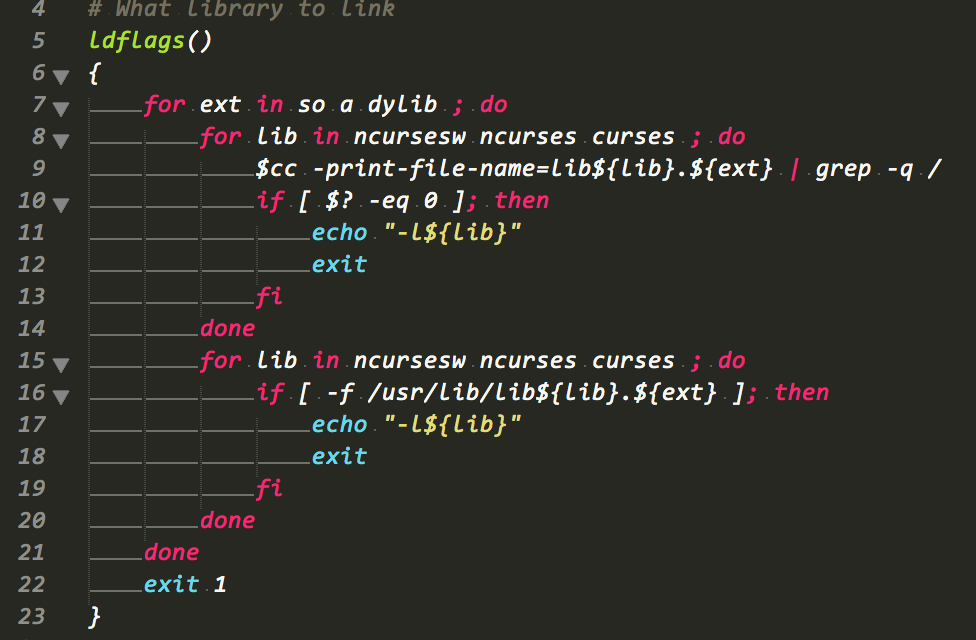 4 # What library to link
5 ldflags()
6 {
7 for ext in so a dylib ; do
8 for lib in ncursesw ncurses curses ; do
9 $cc -print-file-name=lib${lib}.${ext} | grep -q /
10 if [ $? -eq 0 ]; then
11 echo "-l${lib}"
12 exit
13 fi
14 done
15 for lib in ncursesw ncurses curses ; do
16 if [ -f /usr/lib/lib${lib}.${ext} ]; then
17 echo "-l${lib}"
18 exit
19 fi
20 done
21 done
22 exit 1
23 }